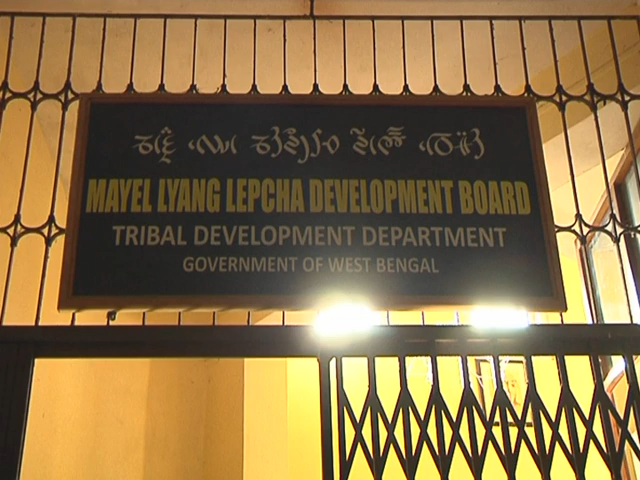 MAYEL LYANG LEPCHA DEVELOPMENT BOARD
TRIBAL DEVELOPMENT DEPARTMENT
GOVERNMENT OF WEST BENGAL